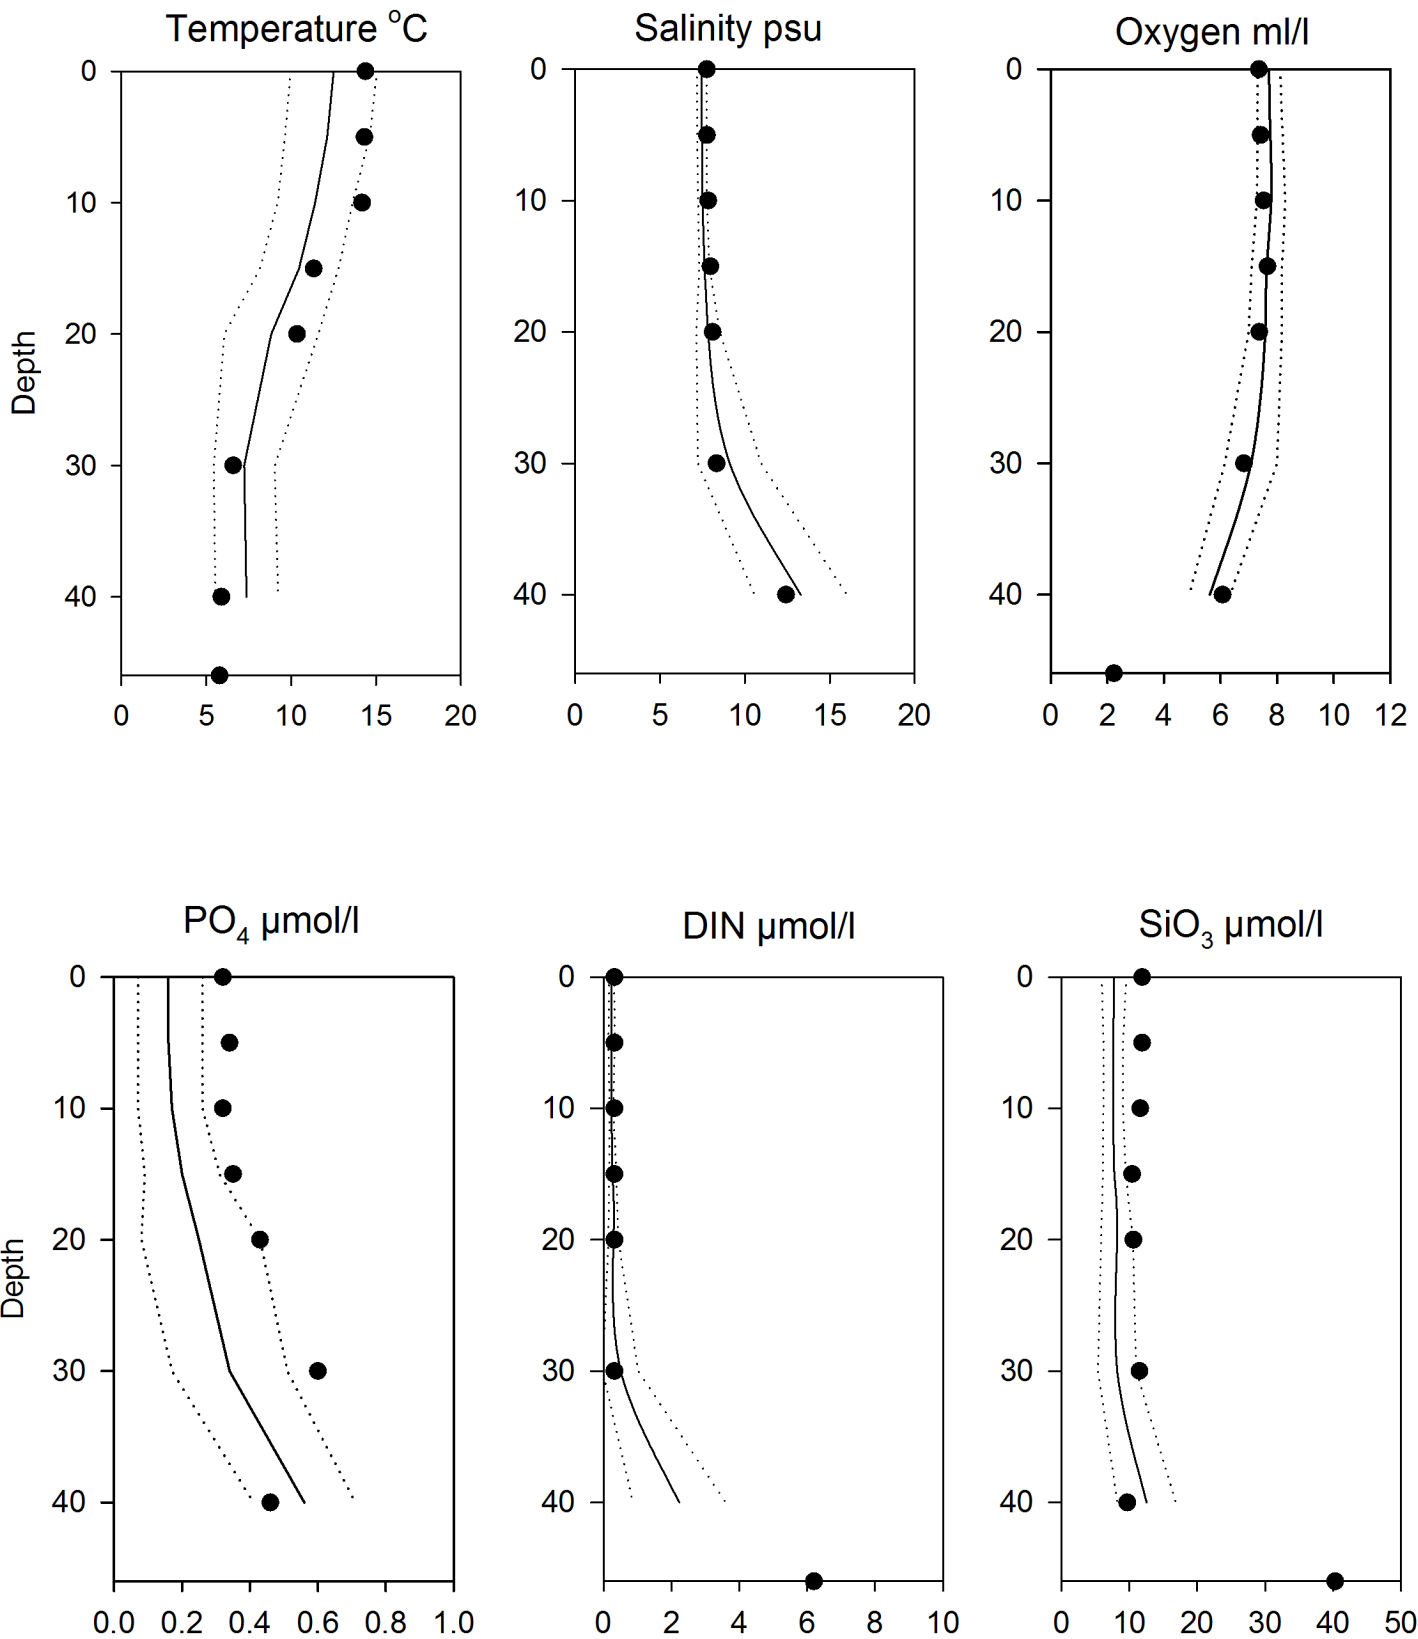 Temperature °C
Salinity psu
Oxygen ml/l
0
10
20
30
40
Depth
0 5 10 15 20
0
10
20
30
40
0 5 10 15 20
0
10
20
30
40
0 2 4 6 8 10 12
PO₄ µmol/l
DIN µmol/l
SiO₃ µmol/l
0
10
20
30
40
Depth
0.0 0.2 0.4 0.6 0.8 1.0
0
10
20
30
40
0 2 4 6 8 10
0
10
20
30
40
0 10 20 30 40 50